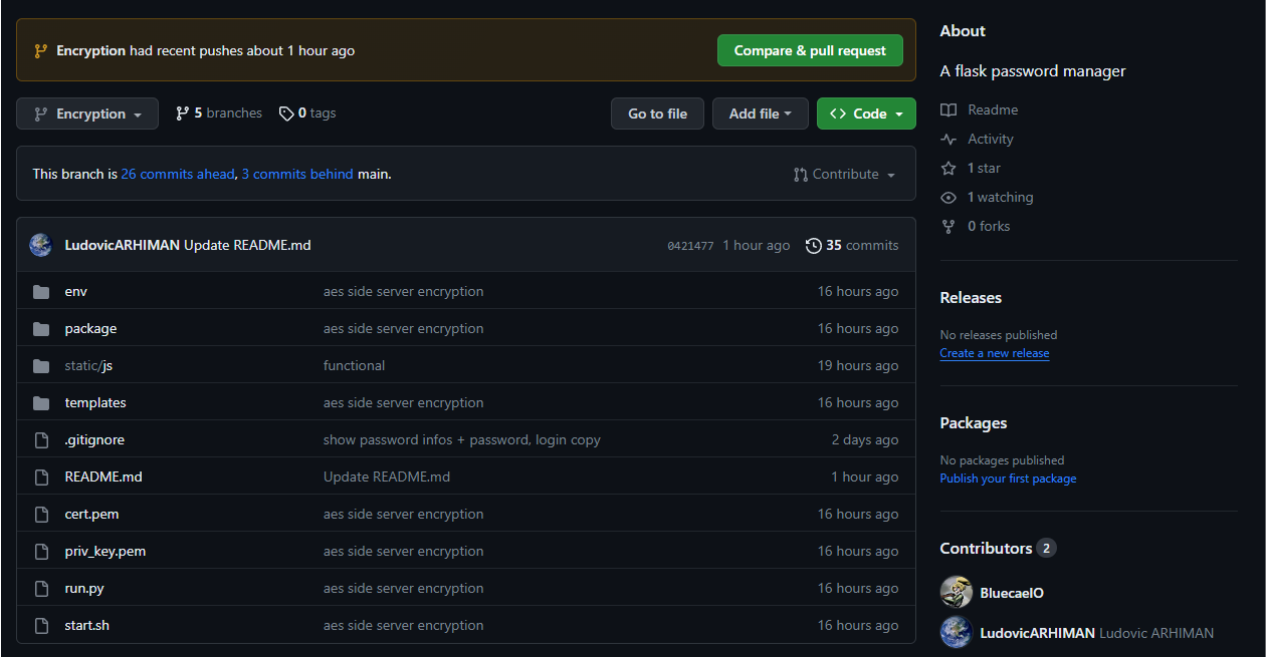 Encryption had recent pushes about 1 hour ago
Compare & pull request
Encryption
5 branches
0 tags
Go to file
Add file
<> Code
This branch is 26 commits ahead, 3 commits behind main.
Contribute
LudovicARHIMAN Update README.md
0421477 1 hour ago
35 commits
env aes side server encryption 16 hours ago
package aes side server encryption 16 hours ago
static/js functional 19 hours ago
templates aes side server encryption 16 hours ago
.gitignore show password infos + password, login copy 2 days ago
README.md Update README.md 1 hour ago
cert.pem aes side server encryption 16 hours ago
priv_key.pem aes side server encryption 16 hours ago
run.py aes side server encryption 16 hours ago
start.sh aes side server encryption 16 hours ago
About
A flask password manager
Readme
Activity
1 star
1 watching
0 forks
Releases
No releases published
Create a new release
Packages
No packages published
Publish your first package
Contributors 2
BluecaelO
LudovicARHIMAN Ludovic ARHIMAN